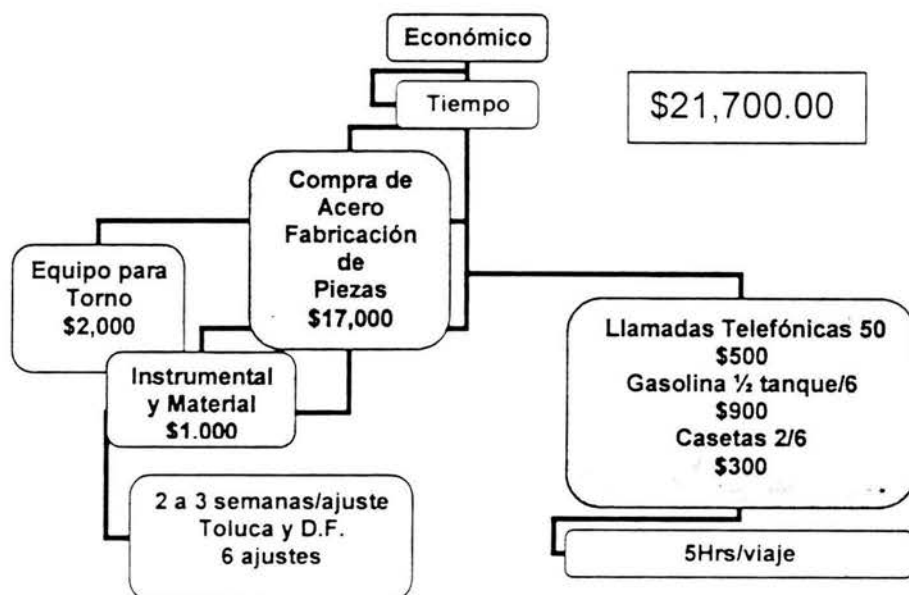 Económico
Tiempo
$21,700.00
Compra de
Acero
Fabricación
de
Piezas
$17,000
Equipo para
Torno
$2,000
Instrumental
y Material
$1.000
2 a 3 semanas/ajuste
Toluca y D.F.
6 ajustes
Llamadas Telefónicas 50
$500
Gasolina ½ tanque/6
$900
Casetas 2/6
$300
5Hrs/viaje